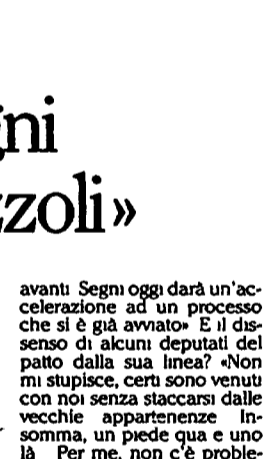 gni
zzoli»
avanti Segni oggi darà un'ac-
celerazione ad un processo
che si è già avviato» E il dis-
senso di alcuni deputati del
patto dalla sua linea? «Non
mi stupisce, certi sono venuti
con noi senza staccarsi dalle
vecchie appartenenze In-
somma, un piede qua e uno
là Per me, non c'è proble-